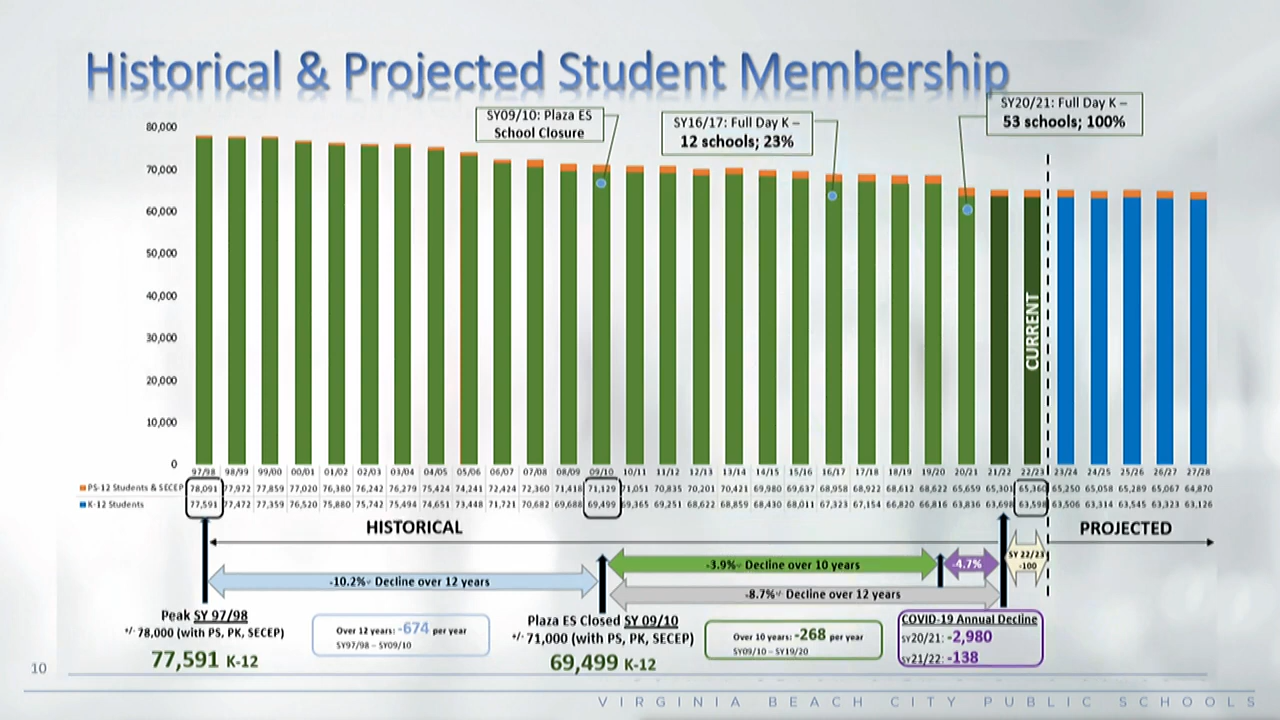 Historical & Projected Student Membership
SY09/10: Plaza ES
School Closure
SY16/17: Full Day K –
12 schools; 23%
SY20/21: Full Day K –
53 schools; 100%
80,000
70,000
60,000
50,000
40,000
30,000
20,000
10,000
0
CURRENT
97/98 98/99 99/00 00/01 01/02 02/03 03/04 04/05 05/06 06/07 07/08 08/09 09/10 10/11 11/12 12/13 13/14 14/15 15/16 16/17 17/18 18/19 19/20 20/21 21/22 22/23 23/24 24/25 25/26 26/27 27/28
PS-12 Students & SECEP 78,091 77,972 77,859 77,020 76,380 76,242 76,279 75,424 74,241 72,424 72,360 71,418 71,129 71,051 70,835 70,201 70,421 69,980 69,637 68,958 68,922 68,612 68,622 65,659 65,301 65,250 65,058 65,289 65,067 64,870
K-12 Students 77,591 77,472 77,359 76,520 75,880 75,742 75,494 74,651 73,448 71,721 70,682 69,688 69,499 69,365 69,251 68,622 68,859 68,430 68,011 67,323 67,154 66,820 66,816 63,836 63,698 63,598 63,506 63,314 63,545 63,323 63,126
HISTORICAL
PROJECTED
-10.2% Decline over 12 years
-3.9% Decline over 10 years
-4.7%
SY 22/23
-100
-8.7% Decline over 12 years
Peak SY 97/98
+/- 78,000 (with PS, PK, SECEP)
77,591 K-12
Over 12 years: -674 per year
SY97/98 – SY09/10
Plaza ES Closed SY 09/10
+/- 71,000 (with PS, PK, SECEP)
69,499 K-12
Over 10 years: -268 per year
SY09/10 – SY19/20
COVID-19 Annual Decline
SY20/21: -2,980
SY21/22: -138
10
VIRGINIA BEACH CITY PUBLIC SCHOOLS